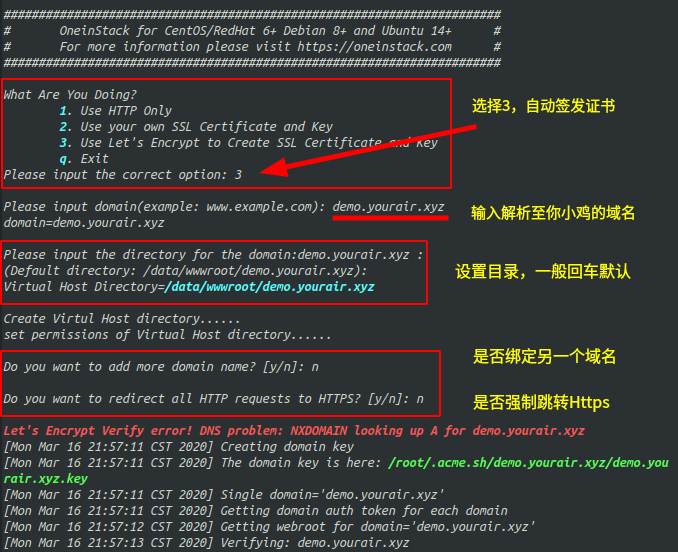 ######################################################################
#       OneinStack for CentOS/RedHat 6+ Debian 8+ and Ubuntu 14+      #
#       For more information please visit https://oneinstack.com      #
######################################################################
What Are You Doing?
1. Use HTTP Only
2. Use your own SSL Certificate and Key
3. Use Let's Encrypt to Create SSL Certificate and Key
q. Exit
Please input the correct option: 3
选择3，自动签发证书
Please input domain(example: www.example.com): demo.yourair.xyz
domain=demo.yourair.xyz
输入解析至你小鸡的域名
Please input the directory for the domain:demo.yourair.xyz :
(Default directory: /data/wwwroot/demo.yourair.xyz):
Virtual Host Directory=/data/wwwroot/demo.yourair.xyz
设置目录，一般回车默认
Create Virtul Host directory......
set permissions of Virtual Host directory......
Do you want to add more domain name? [y/n]: n
是否绑定另一个域名
Do you want to redirect all HTTP requests to HTTPS? [y/n]: n
是否强制跳转Https
Let's Encrypt Verify error! DNS problem: NXDOMAIN looking up A for demo.yourair.xyz
[Mon Mar 16 21:57:11 CST 2020] Creating domain key
[Mon Mar 16 21:57:11 CST 2020] The domain key is here: /root/.acme.sh/demo.yourair.xyz/demo.you
rair.xyz.key
[Mon Mar 16 21:57:11 CST 2020] Single domain='demo.yourair.xyz'
[Mon Mar 16 21:57:11 CST 2020] Getting domain auth token for each domain
[Mon Mar 16 21:57:12 CST 2020] Getting webroot for domain='demo.yourair.xyz'
[Mon Mar 16 21:57:13 CST 2020] Verifying: demo.yourair.xyz